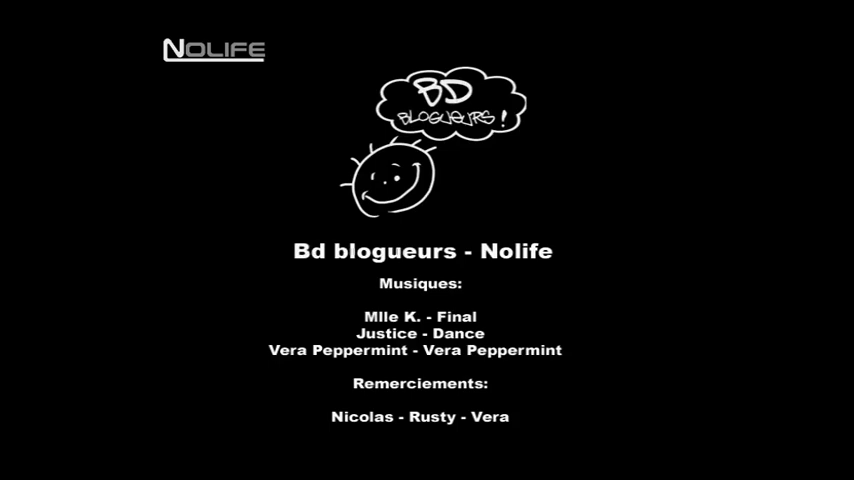 NOLIFE
BD
BLOGUEURS!
Bd blogueurs - Nolife
Musiques:
Mlle K. - Final
Justice - Dance
Vera Peppermint - Vera Peppermint
Remerciements:
Nicolas - Rusty - Vera